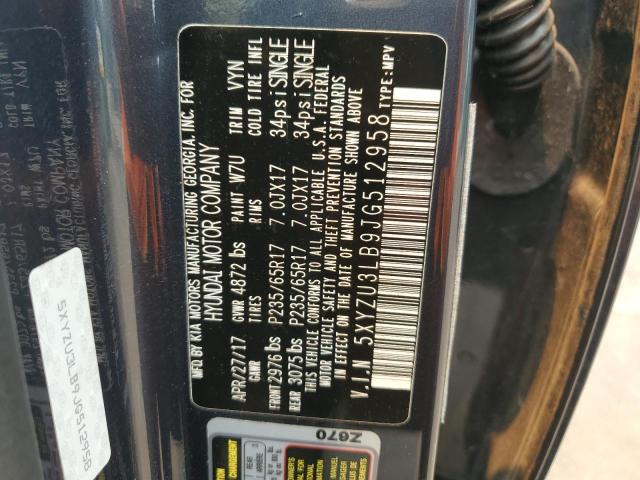 MFD. BY KIA MOTORS MANUFACTURING GEORGIA, INC. FOR
HYUNDAI MOTOR COMPANY
APR/27/17 GVWR 4872 lbs PAINT W7U TRIM VYN
GAWR TIRES RIMS COLD TIRE INFL
FRONT 2976 lbs P235/65R17 7.0JX17 34psi SINGLE
REAR 3075 lbs P235/65R17 7.0JX17 34psi SINGLE
THIS VEHICLE CONFORMS TO ALL APPLICABLE U.S.A. FEDERAL
MOTOR VEHICLE SAFETY AND THEFT PREVENTION STANDARDS
IN EFFECT ON THE DATE OF MANUFACTURE SHOWN ABOVE
V.I.N. 5XYZU3LB9JG512958 TYPE:MPV
5XYZU3LB9JG512958
Z670
CHARGEMENT
REAR
ARRIÈRE